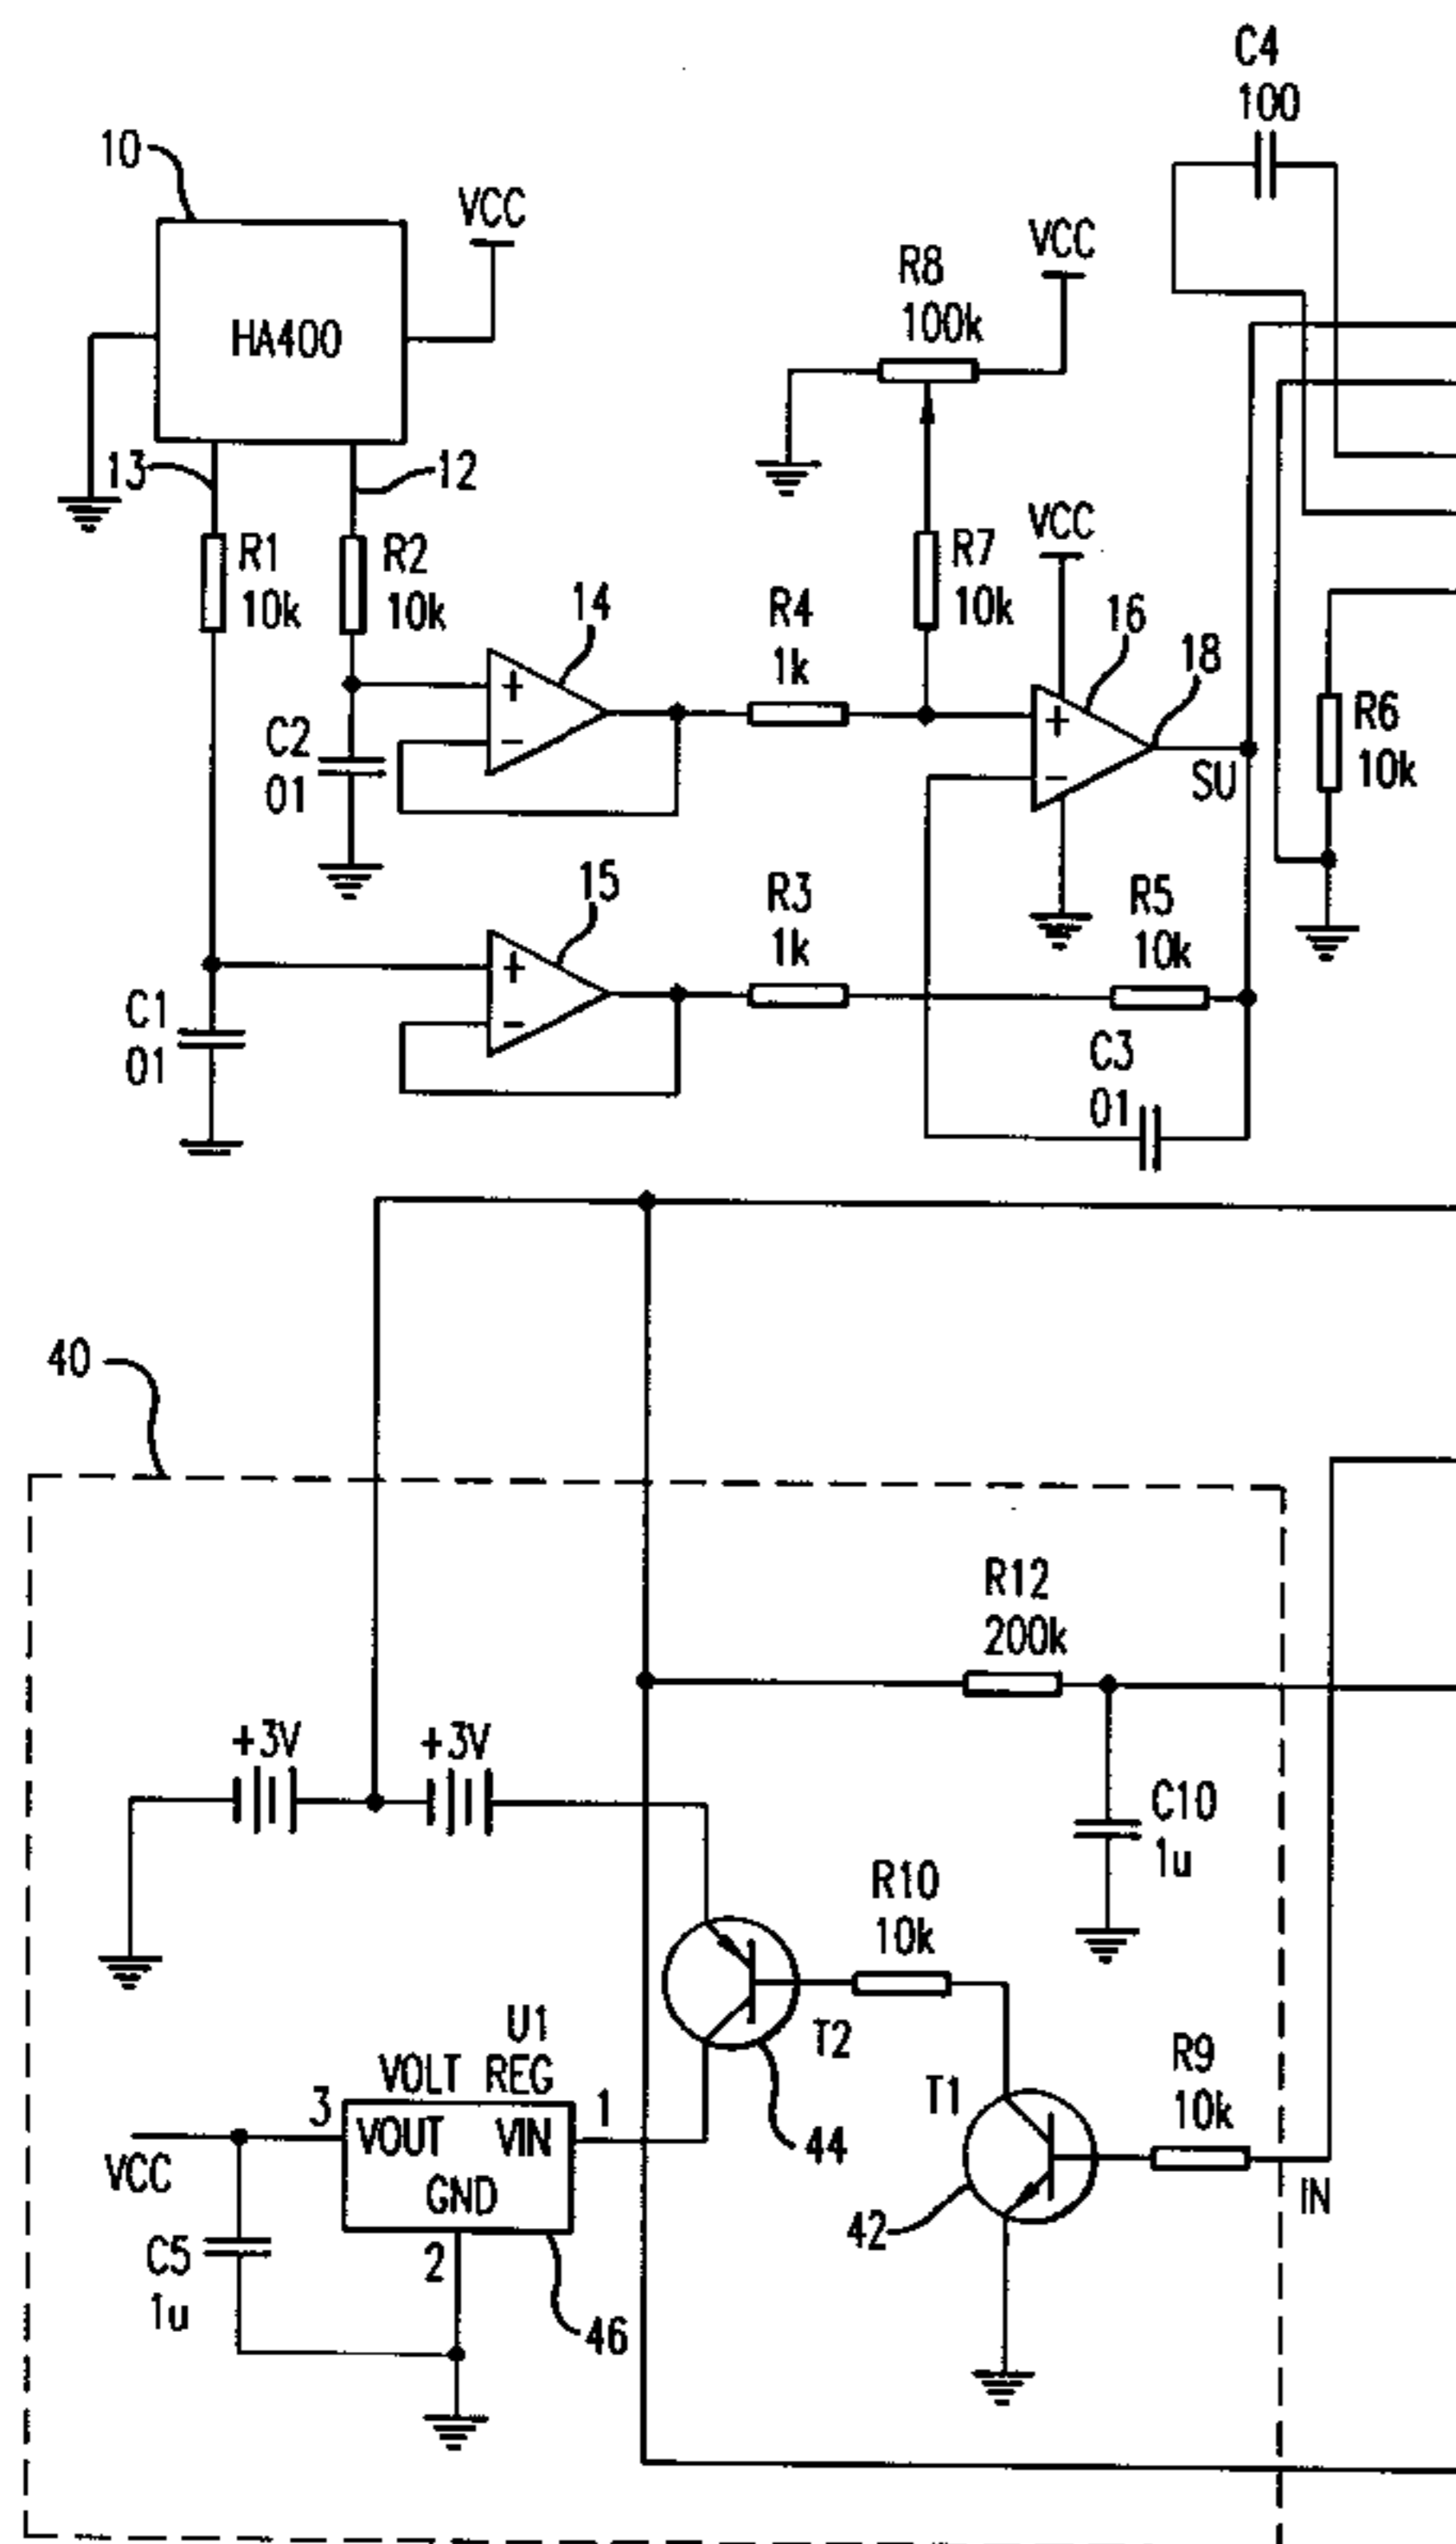 C4
100
10
VCC
HA400
R8
100k
VCC
13
12
R1
10k
R2
10k
14
R4
1k
R7
10k
VCC
16
18
+
-
C2
01
+
-
SU
R6
10k
15
R3
1k
R5
10k
+
-
C1
01
C3
01
40
R12
200k
+3V
+3V
C10
1u
R10
10k
T2
U1
VOLT REG
3
VOUT
VIN
1
GND
VCC
2
44
T1
R9
10k
IN
42
C5
1u
46